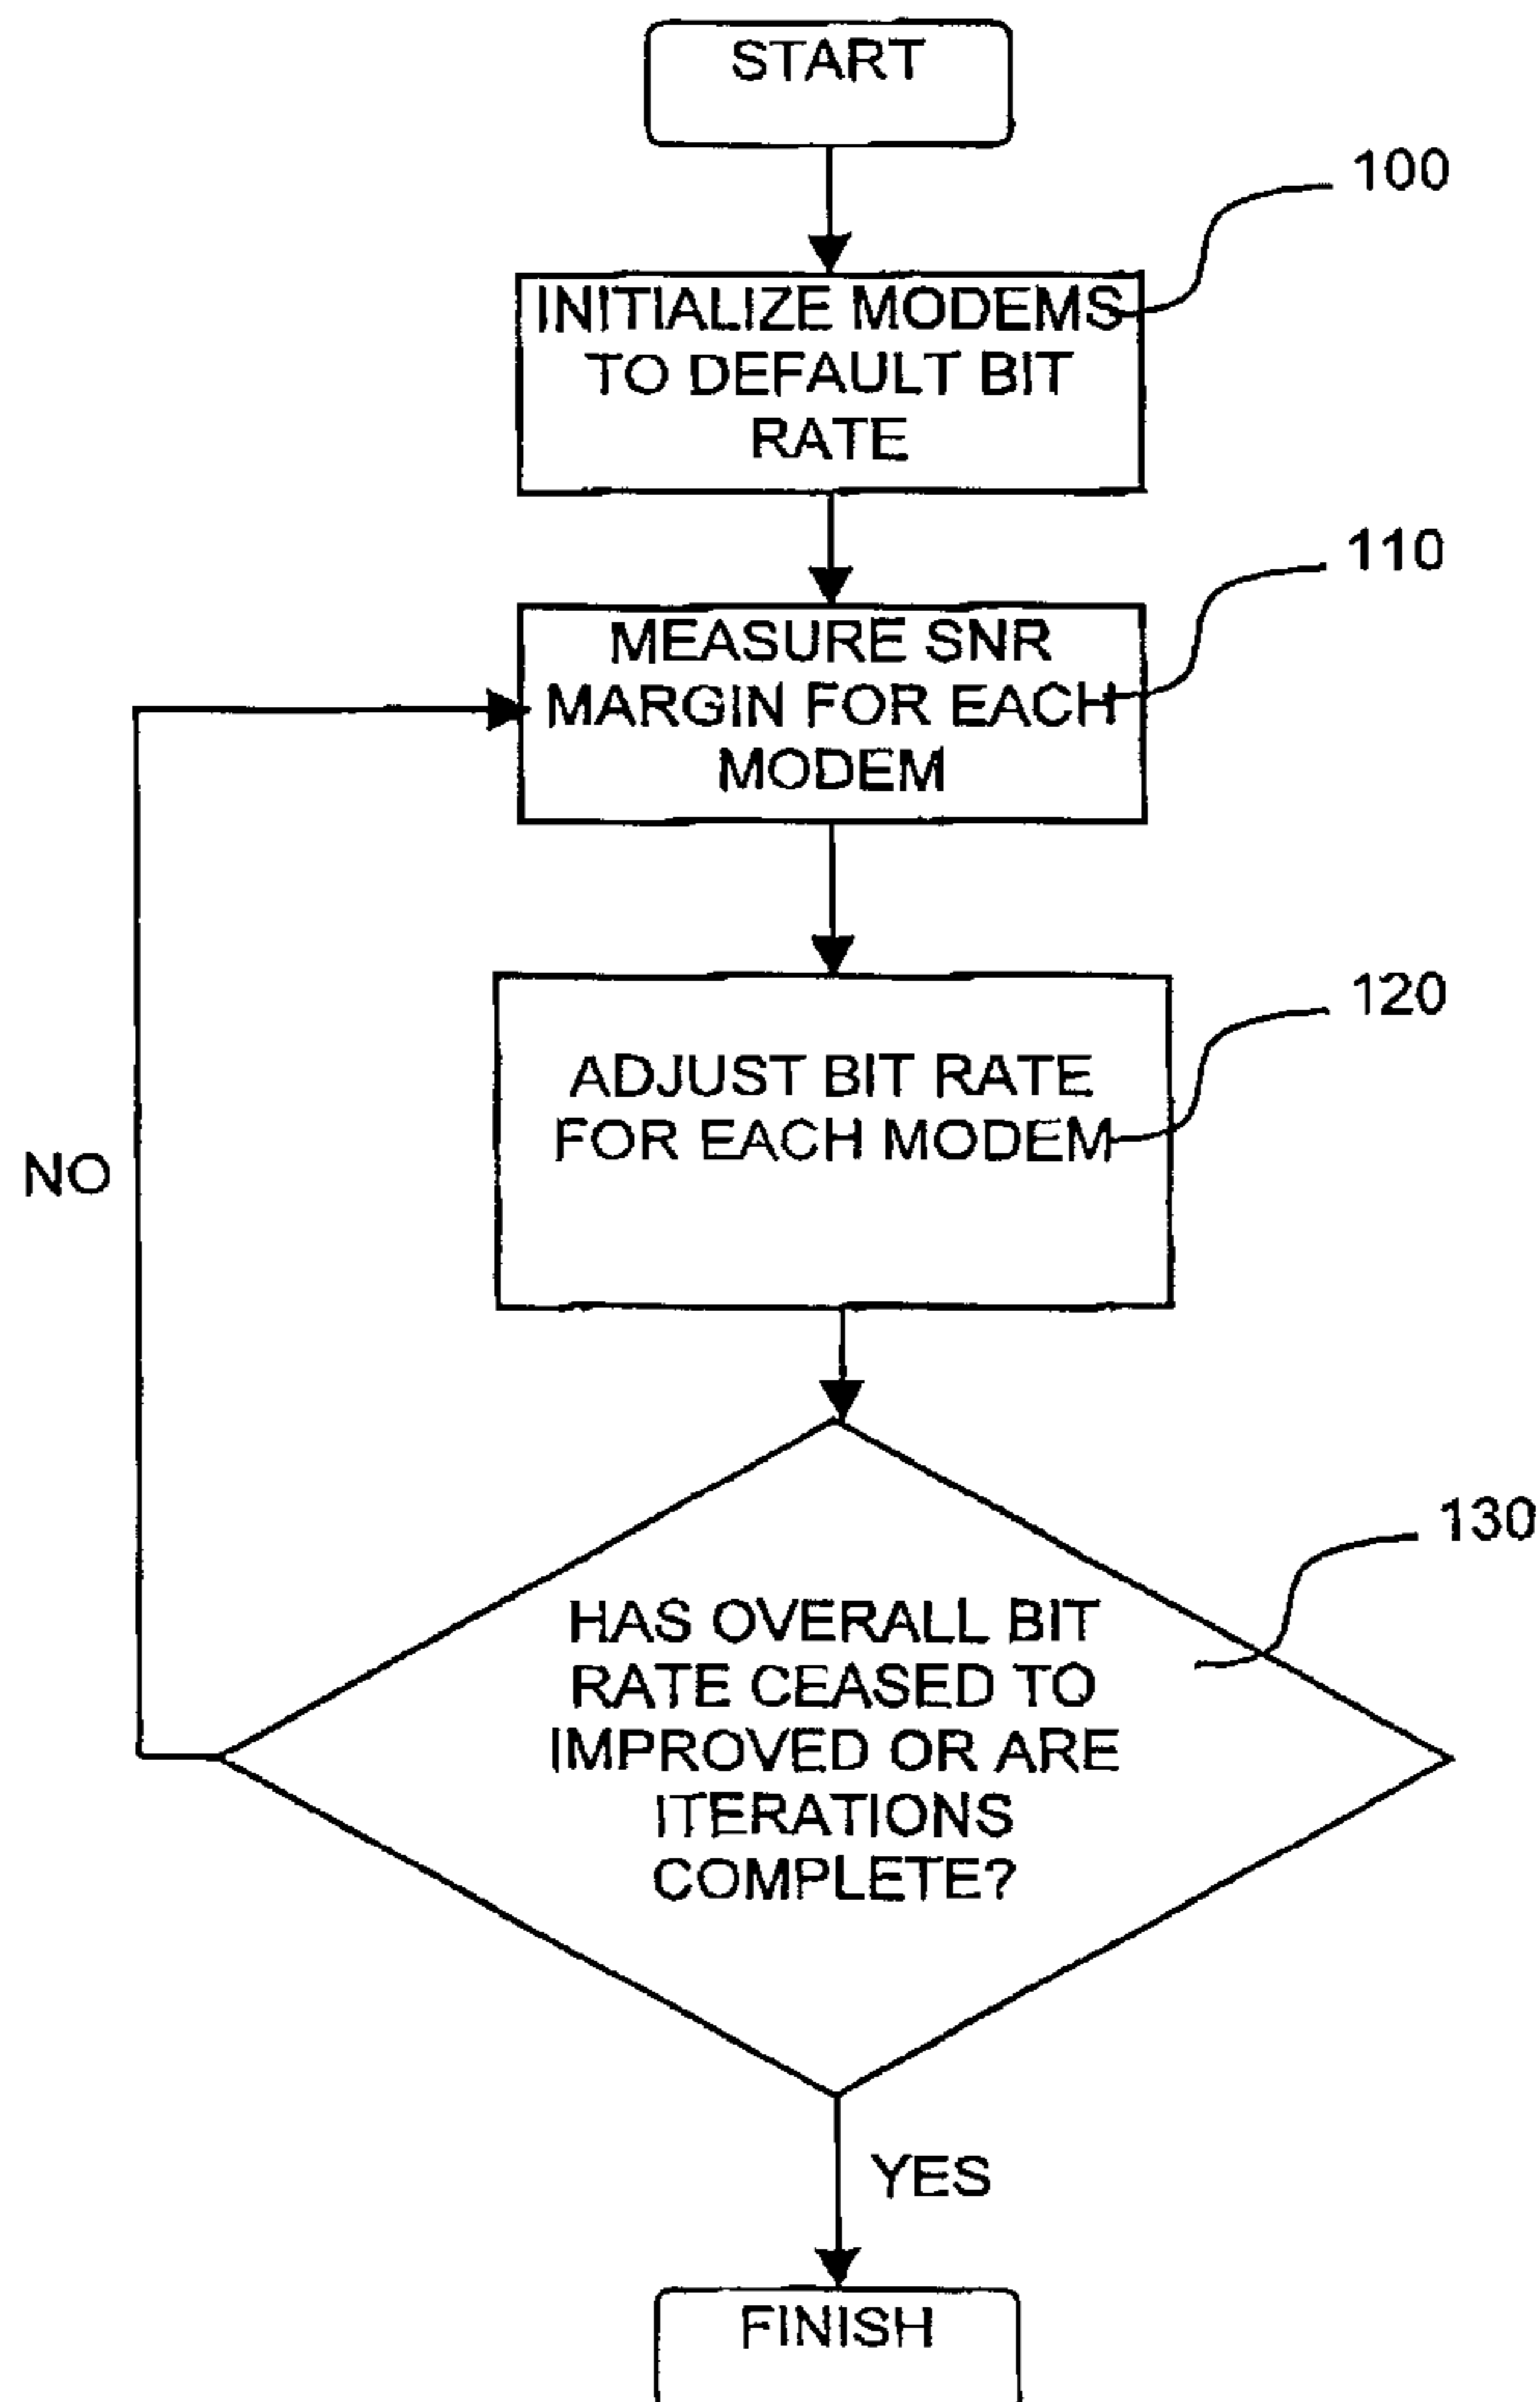 START
100
INITIALIZE MODEMS
TO DEFAULT BIT
RATE
110
MEASURE SNR
MARGIN FOR EACH
MODEM
120
ADJUST BIT RATE
FOR EACH MODEM
NO
130
HAS OVERALL BIT
RATE CEASED TO
IMPROVED OR ARE
ITERATIONS
COMPLETE?
YES
FINISH